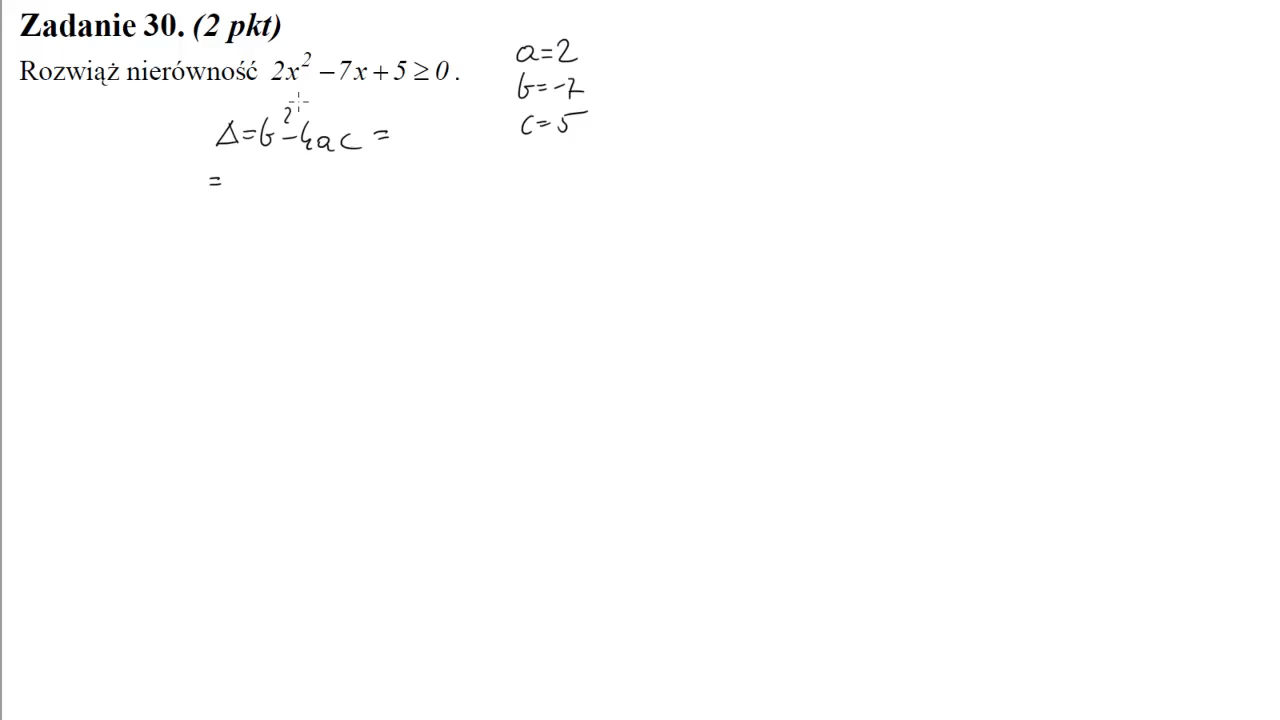 Zadanie 30. (2 pkt)
Rozwiąż nierówność 2x² − 7x + 5 ≥ 0.
a=2
b=-7
c=5
Δ=b²-4ac=
=